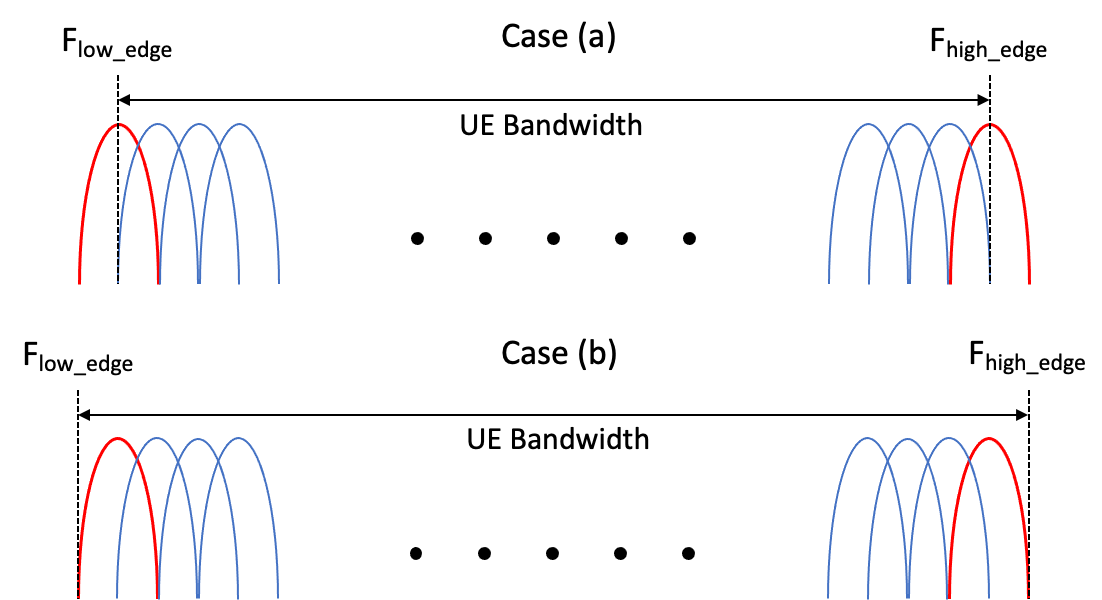 Case (a)
F_low_edge
F_high_edge
UE Bandwidth
Case (b)
F_low_edge
F_high_edge
UE Bandwidth